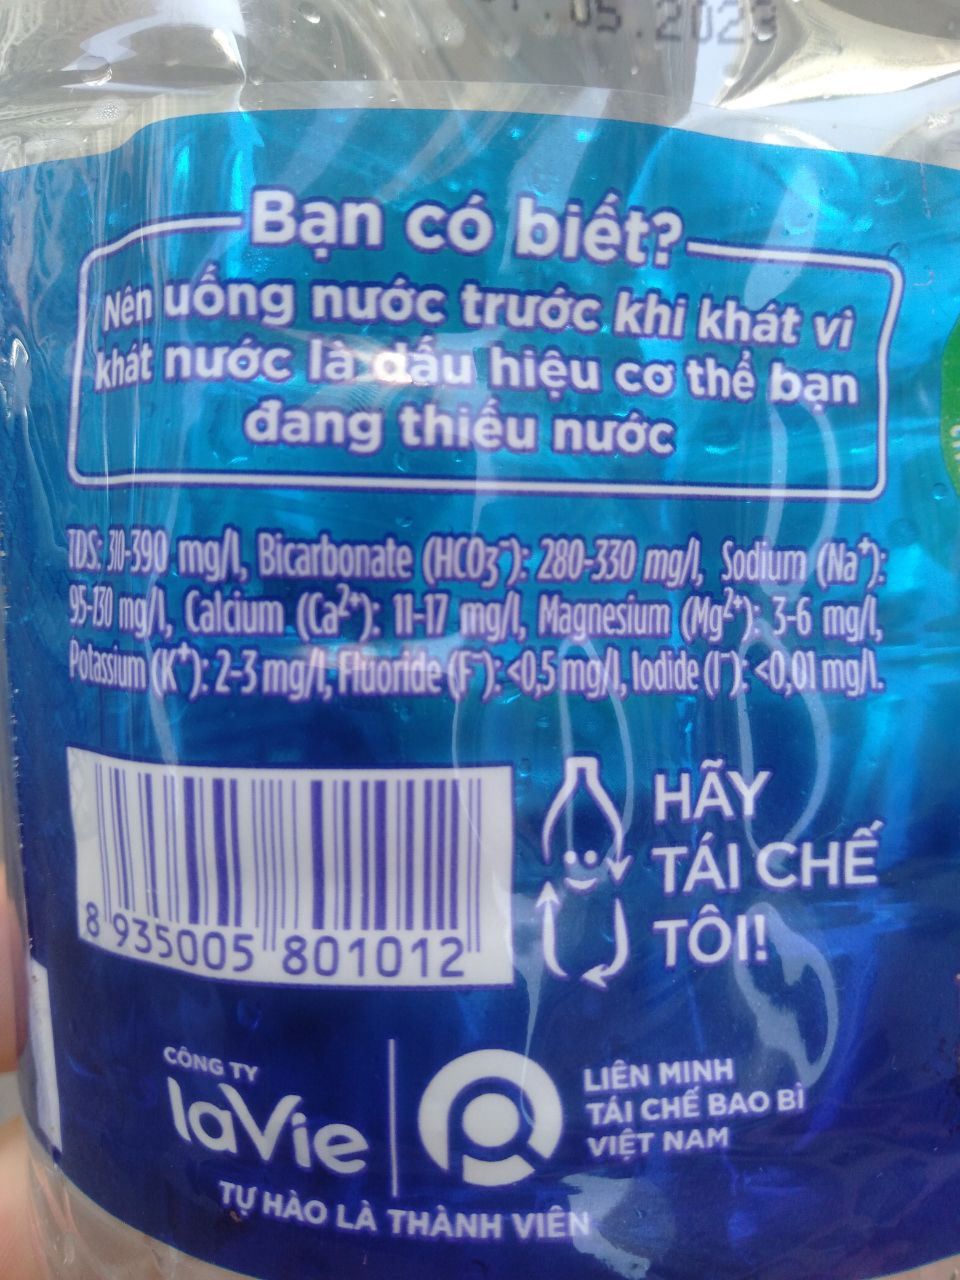 .05.2023
Bạn có biết?
Nên uống nước trước khi khát vì
khát nước là dấu hiệu cơ thể bạn
đang thiếu nước
TDS: 310-390 mg/l, Bicarbonate (HCO3⁻): 280-330 mg/l, Sodium (Na⁺):
95-130 mg/l, Calcium (Ca²⁺): 11-17 mg/l, Magnesium (Mg²⁺): 3-6 mg/l,
Potassium (K⁺): 2-3 mg/l, Fluoride (F⁻): <0,5 mg/l, Iodide (I⁻): <0,01 mg/l.
HÃY
TÁI CHẾ
TÔI!
8 935005 801012
CÔNG TY
laVie
LIÊN MINH
TÁI CHẾ BAO BÌ
VIỆT NAM
TỰ HÀO LÀ THÀNH VIÊN